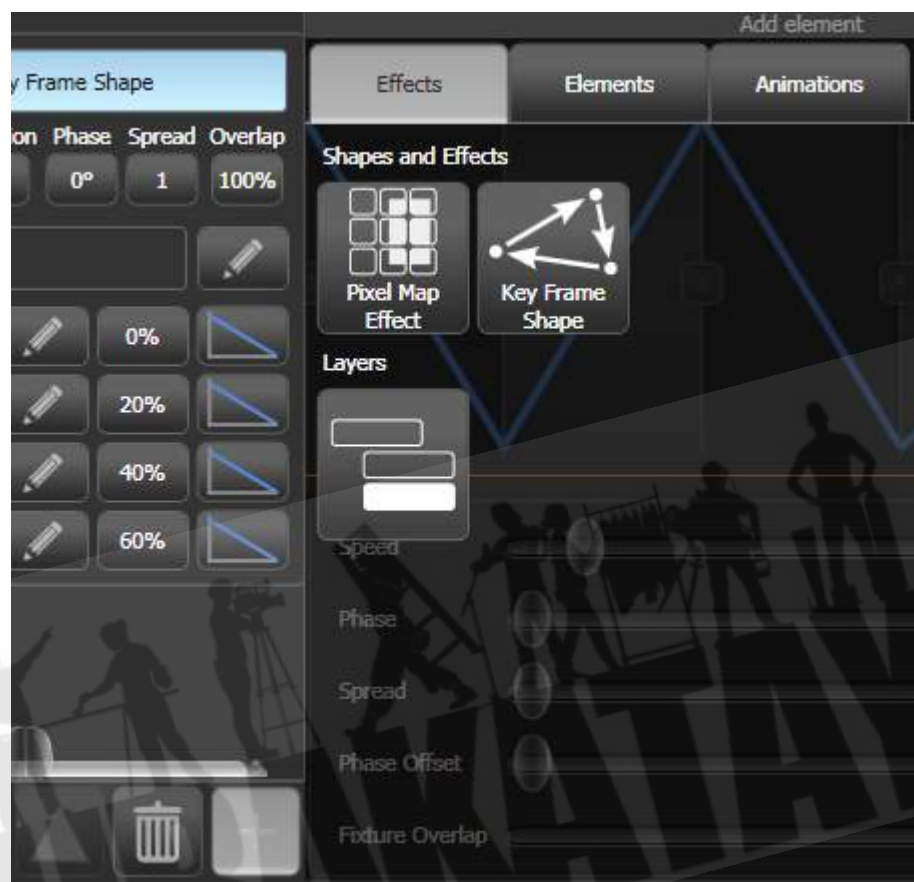 Add element
y Frame Shape
Effects
Elements
Animations
on Phase Spread Overlap
0° 1 100%
Shapes and Effects
Pixel Map
Effect
Key Frame
Shape
0%
Layers
20%
40%
60%
Speed
Phase
Spread
Phase Offset
Fixture Overlap
KATAV